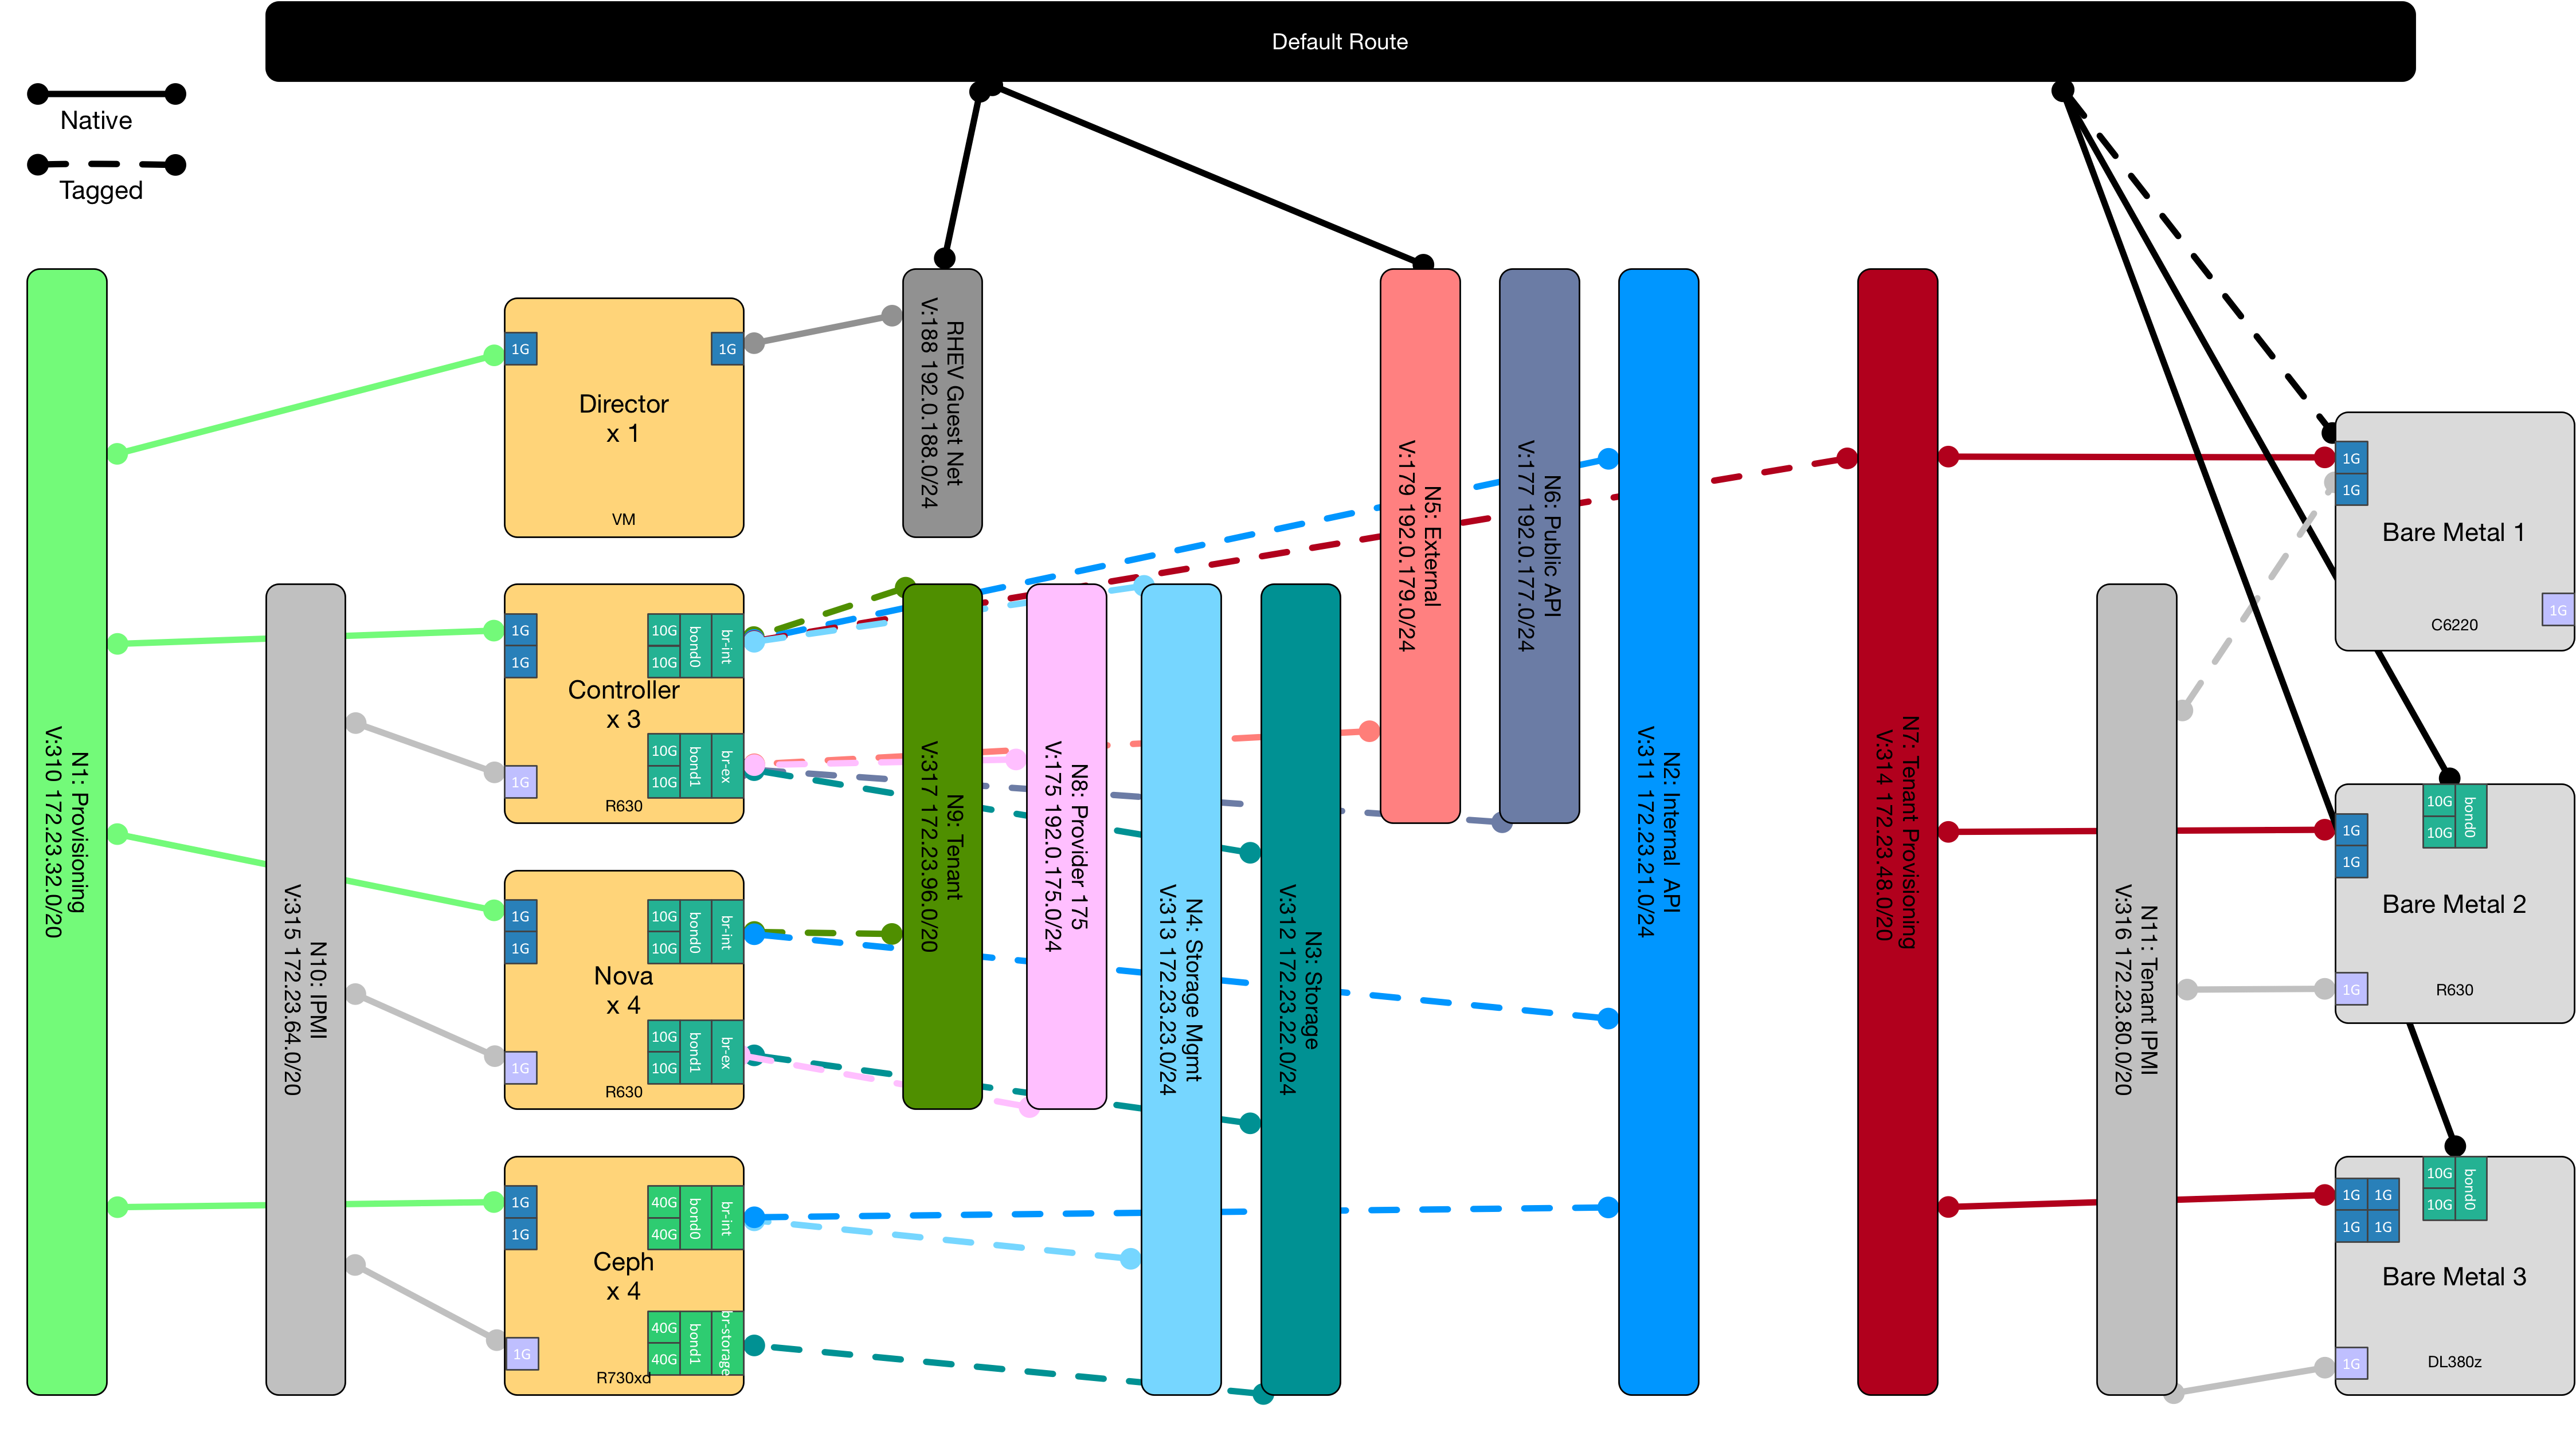 Default Route
Native
Tagged
N1: Provisioning
V:310 172.23.32.0/20
N10: IPMI
V:315 172.23.64.0/20
1G
1G
Director
x 1
VM
1G
1G
10G
10G
bond0
br-int
Controller
x 3
10G
10G
bond1
br-ex
1G
R630
1G
1G
10G
10G
bond0
br-int
Nova
x 4
10G
10G
bond1
br-ex
1G
R630
1G
1G
40G
40G
bond0
br-int
Ceph
x 4
40G
40G
bond1
br-storage
1G
R730xd
RHEV Guest Net
V:188 192.0.188.0/24
N9: Tenant
V:317 172.23.96.0/20
N8: Provider 175
V:175 192.0.175.0/24
N4: Storage Mgmt
V:313 172.23.23.0/24
N3: Storage
V:312 172.23.22.0/24
N5: External
V:179 192.0.179.0/24
N6: Public API
V:177 192.0.177.0/24
N2: Internal API
V:311 172.23.21.0/24
N7: Tenant Provisioning
V:314 172.23.48.0/20
N11: Tenant IPMI
V:316 172.23.80.0/20
1G
1G
Bare Metal 1
1G
C6220
10G
10G
bond0
1G
1G
Bare Metal 2
1G
R630
10G
10G
bond0
1G
1G
1G
1G
Bare Metal 3
1G
DL380z